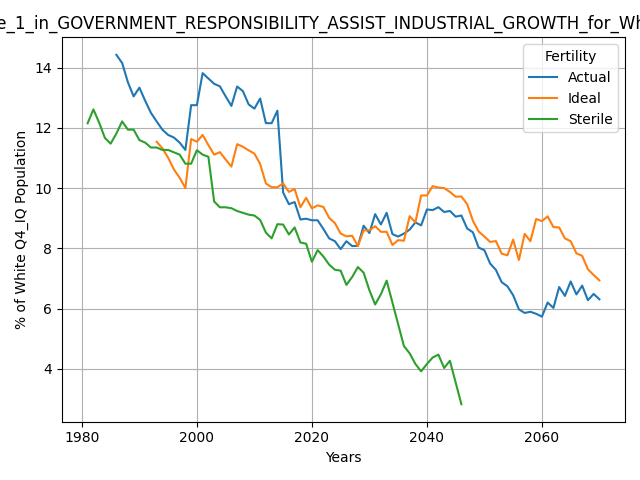 e_1_in_GOVERNMENT_RESPONSIBILITY_ASSIST_INDUSTRIAL_GROWTH_for_Wh
Fertility
Actual
Ideal
Sterile
% of White Q4_IQ Population
14
12
10
8
6
4
1980 2000 2020 2040 2060
Years